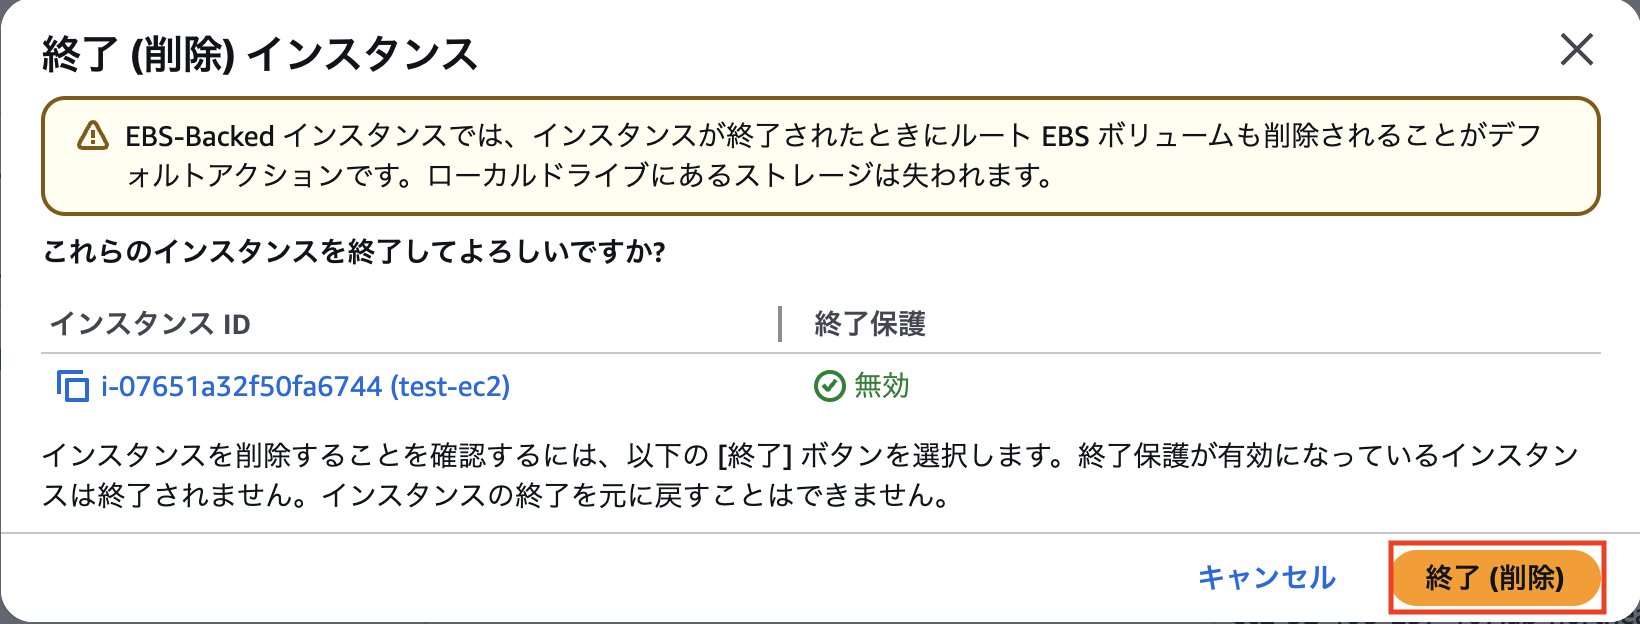 終了 (削除) インスタンス
EBS-Backed インスタンスでは、インスタンスが終了されたときにルート EBS ボリュームも削除されることがデフ
ォルトアクションです。ローカルドライブにあるストレージは失われます。
これらのインスタンスを終了してよろしいですか?
インスタンス ID
終了保護
i-07651a32f50fa6744 (test-ec2)
無効
インスタンスを削除することを確認するには、以下の [終了] ボタンを選択します。終了保護が有効になっているインスタン
スは終了されません。インスタンスの終了を元に戻すことはできません。
キャンセル
終了 (削除)